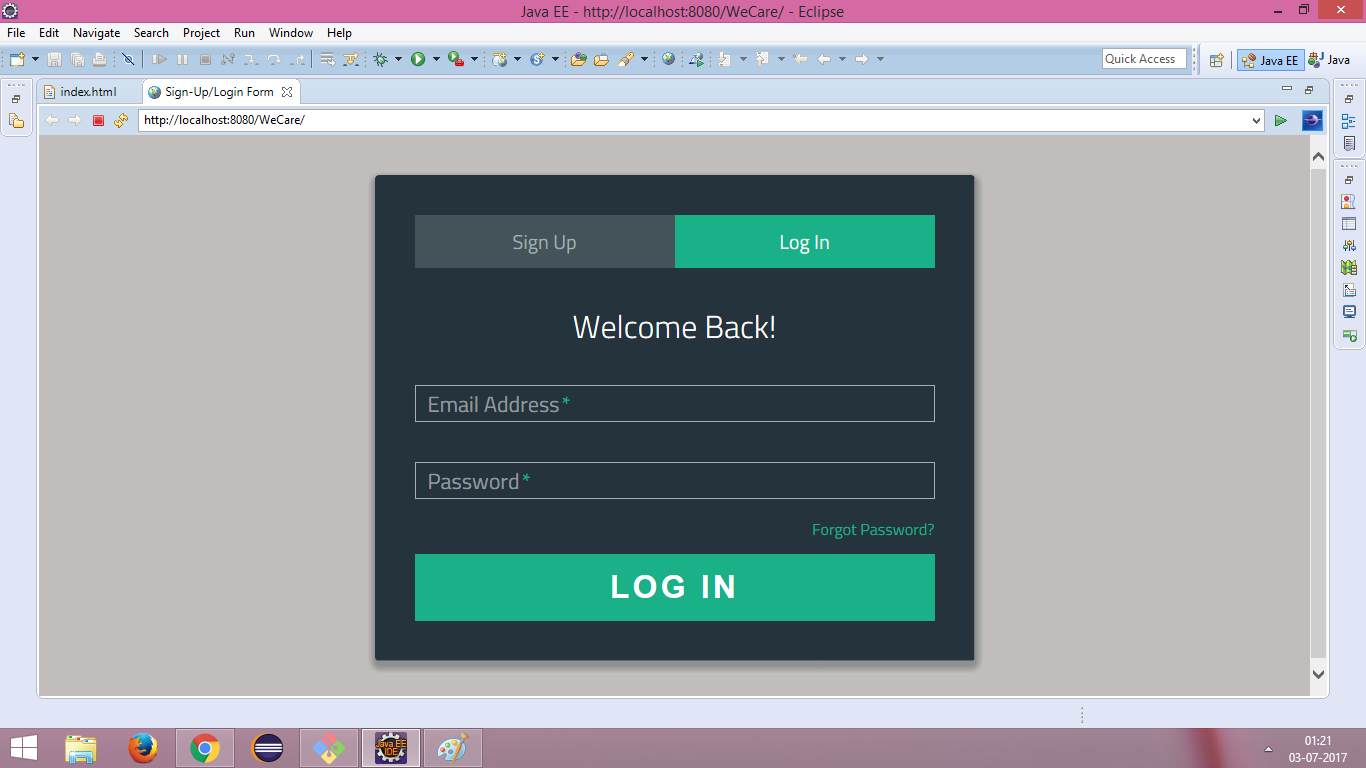 Java EE - http://localhost:8080/WeCare/ - Eclipse
File Edit Navigate Search Project Run Window Help
Quick Access Java EE Java
index.html Sign-Up/Login Form
http://localhost:8080/WeCare/
Sign Up Log In
Welcome Back!
Email Address*
Password*
Forgot Password?
LOG IN
Java EE
IDE
01:21
03-07-2017